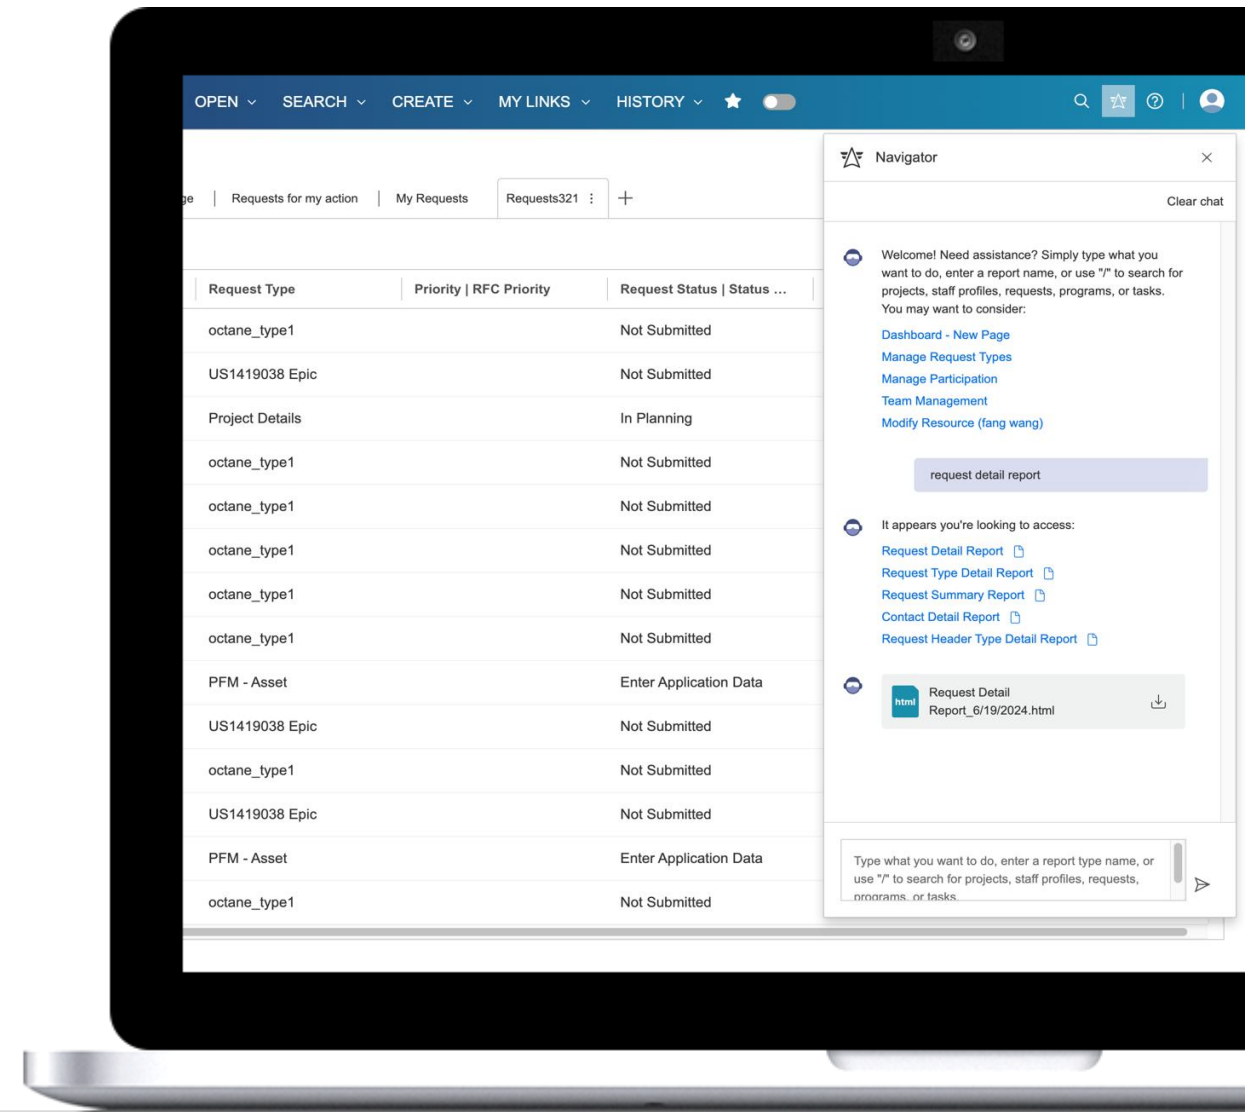 OPEN SEARCH CREATE MY LINKS HISTORY
Navigator
Clear chat
ge | Requests for my action | My Requests Requests321
Request Type Priority | RFC Priority Request Status | Status ...
octane_type1 Not Submitted
US1419038 Epic Not Submitted
Project Details In Planning
octane_type1 Not Submitted
octane_type1 Not Submitted
octane_type1 Not Submitted
octane_type1 Not Submitted
octane_type1 Not Submitted
PFM - Asset Enter Application Data
US1419038 Epic Not Submitted
octane_type1 Not Submitted
US1419038 Epic Not Submitted
PFM - Asset Enter Application Data
octane_type1 Not Submitted
Welcome! Need assistance? Simply type what you
want to do, enter a report name, or use "/" to search for
projects, staff profiles, requests, programs, or tasks.
You may want to consider:
Dashboard - New Page
Manage Request Types
Manage Participation
Team Management
Modify Resource (fang wang)
request detail report
It appears you're looking to access:
Request Detail Report
Request Type Detail Report
Request Summary Report
Contact Detail Report
Request Header Type Detail Report
html
Request Detail
Report_6/19/2024.html
Type what you want to do, enter a report type name, or
use "/" to search for projects, staff profiles, requests,
programs, or tasks.